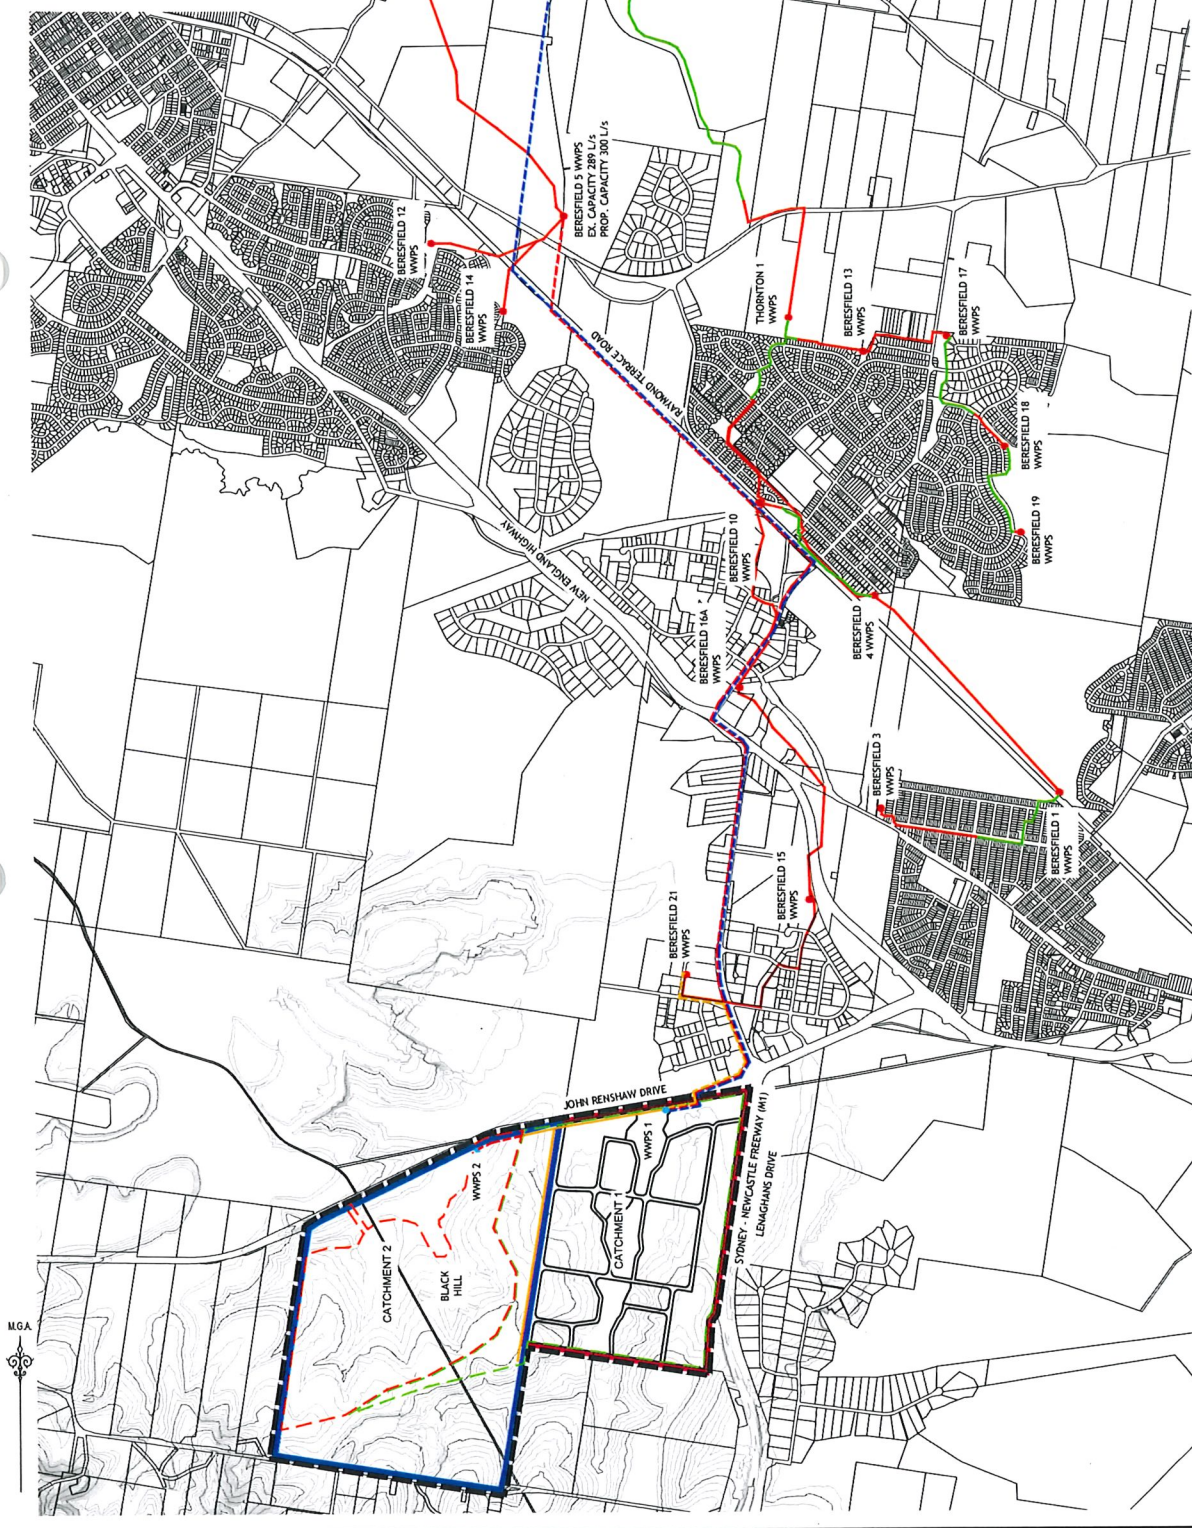 BERESFIELD 5 WWPS
EX. CAPACITY 289 L/s
PROP. CAPACITY 300 L/s
BERESFIELD 12
WWPS
BERESFIELD 14
WWPS
THORNTON 1
WWPS
BERESFIELD 13
WWPS
BERESFIELD 17
WWPS
RAYMOND TERRACE ROAD
BERESFIELD 18
WWPS
NEW ENGLAND HIGHWAY
BERESFIELD 10
WWPS
BERESFIELD 19
WWPS
BERESFIELD 16A
WWPS
BERESFIELD
4 WWPS
BERESFIELD 3
WWPS
BERESFIELD 1
WWPS
BERESFIELD 15
WWPS
BERESFIELD 21
WWPS
JOHN RENSHAW DRIVE
WWPS 1
WWPS 2
CATCHMENT 1
CATCHMENT 2
BLACK
HILL
SYDNEY - NEWCASTLE FREEWAY (M1)
LENAGHANS DRIVE
M.G.A.